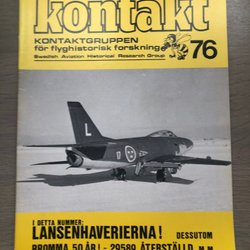 kontakt
KONTAKTGRUPPEN
för flyghistorisk forskning
Swedish Aviation Historical Research Group
76
L
I DETTA NUMMER:
LANSENHAVERIERNA! DESSUTOM
BROMMA 50 ÅR! - 29589 ÅTERSTÄLLD M.M